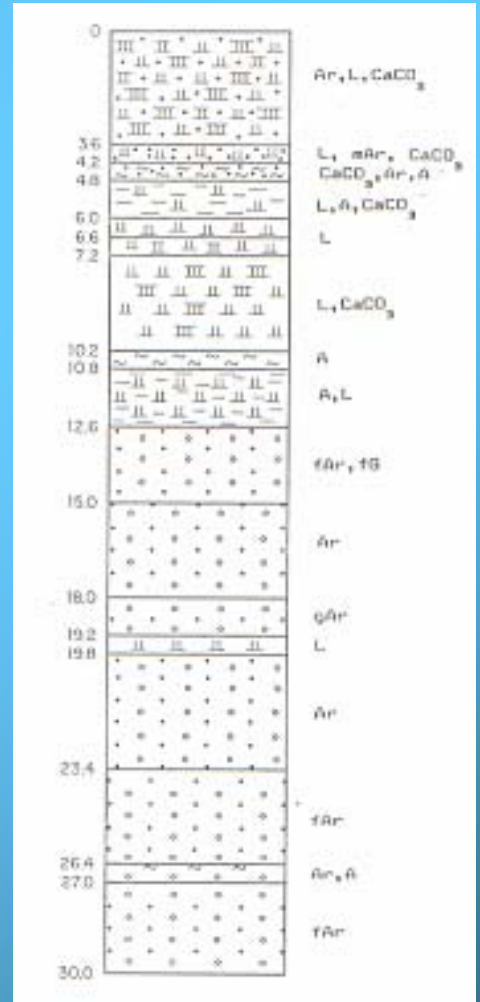 0
Ar,L,CaCO₃
3.6
L, mAr, CaCO₃
4.2
CaCO₃,Ar,A
4.8
L,A,CaCO₃
6.0
6.6
L
7.2
L,CaCO₃
10.2
A
10.8
A,L
12.6
fAr,fG
15.0
Ar
18.0
gAr
19.2
L
19.8
Ar
23.4
fAr
26.4
Ar,A
27.0
fAr
30.0